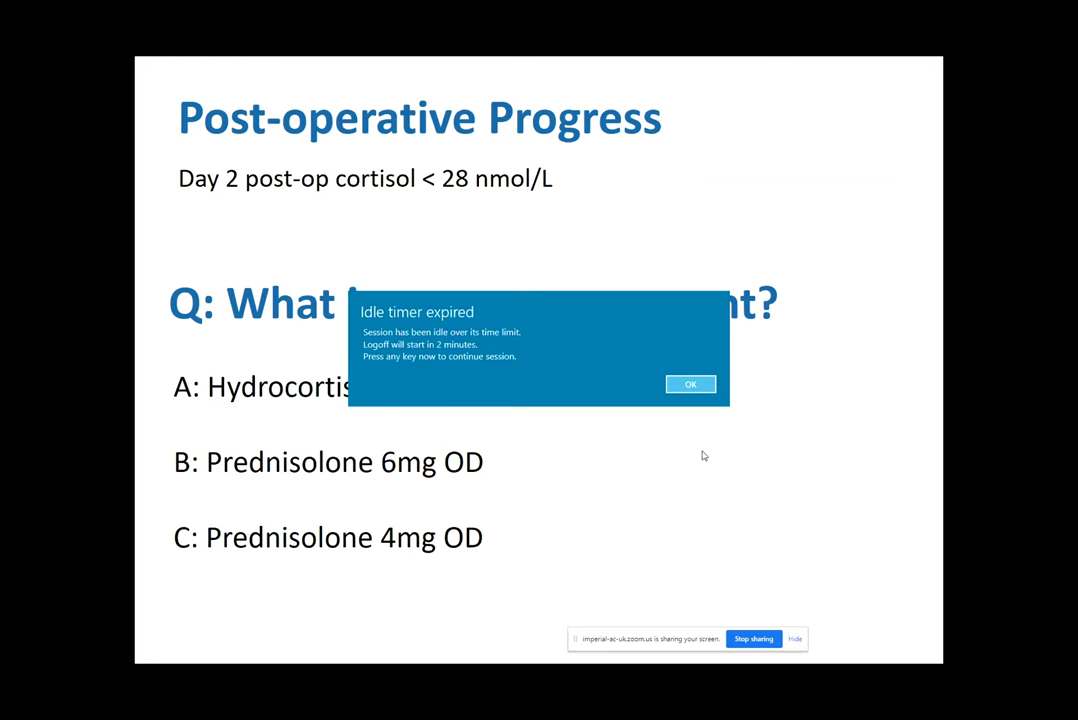 Post-operative Progress
Day 2 post-op cortisol < 28 nmol/L
Q: What
Idle timer expired
Session has been idle over its time limit.
Logoff will start in 2 minutes.
Press any key now to continue session.
OK
A: Hydrocortis
B: Prednisolone 6mg OD
C: Prednisolone 4mg OD
imperial-ac-uk.zoom.us is sharing your screen.
Stop sharing
Hide